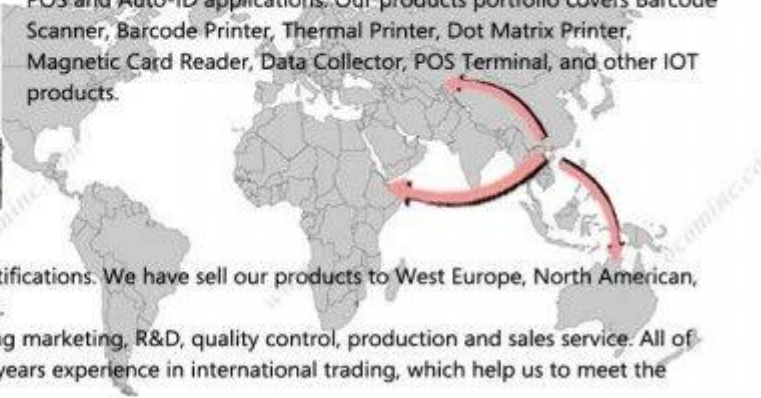 POS and Auto-ID applications. Our products portfolio covers Barcode
Scanner, Barcode Printer, Thermal Printer, Dot Matrix Printer,
Magnetic Card Reader, Data Collector, POS Terminal, and other IOT
products.
tifications. We have sell our products to West Europe, North American,
.
ng marketing, R&D, quality control, production and sales service. All of
years experience in international trading, which help us to meet the